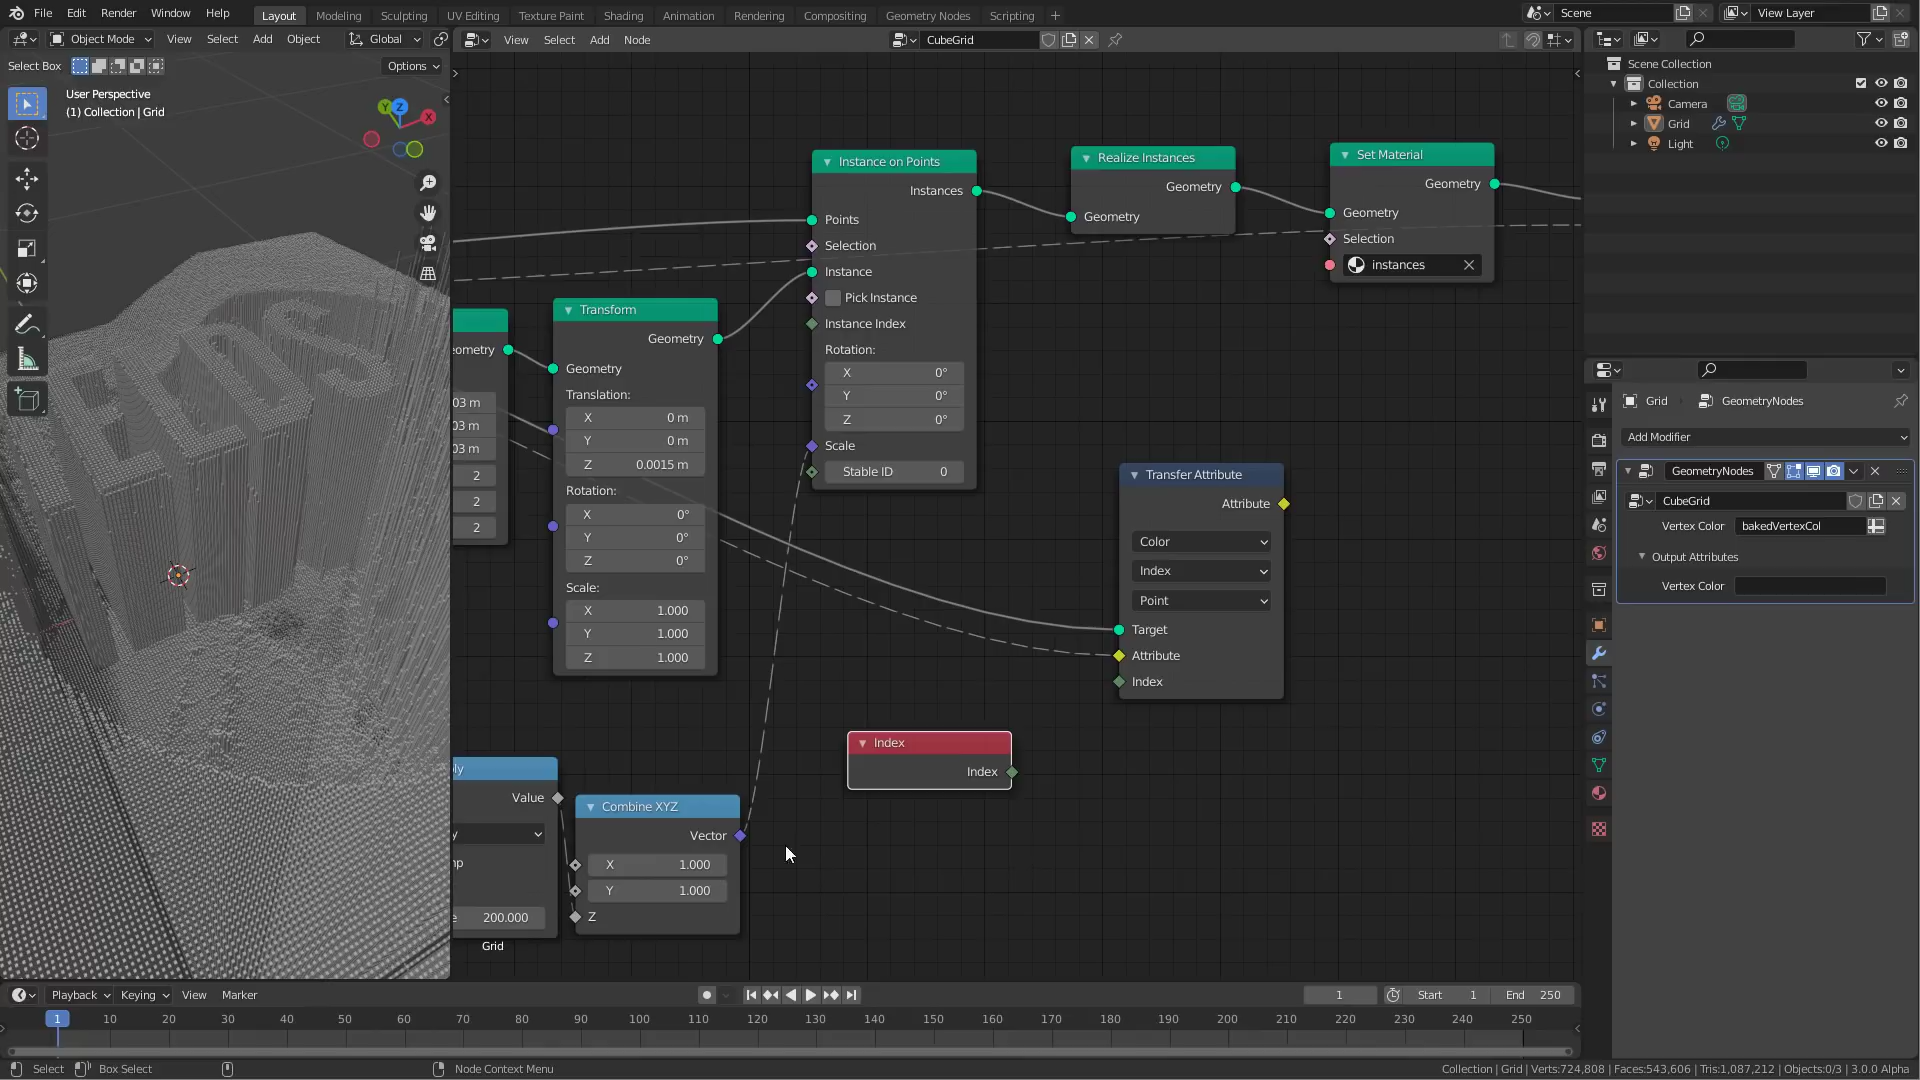 File Edit Render Window Help Layout Modeling Sculpting UV Editing Texture Paint Shading Animation Rendering Compositing Geometry Nodes Scripting + Scene View Layer
Object Mode View Select Add Object Global View Select Add Node CubeGrid
Select Box Options
User Perspective
(1) Collection | Grid
Scene Collection
Collection
Camera
Grid
Light
Instance on Points
Instances
Points
Selection
Instance
Pick Instance
Instance Index
Rotation:
X 0°
Y 0°
Z 0°
Scale
Stable ID 0
Realize Instances
Geometry
Geometry
Set Material
Geometry
Geometry
Selection
instances
eometry
03 m
03 m
03 m
2
2
2
Transform
Geometry
Geometry
Translation:
X 0 m
Y 0 m
Z 0.0015 m
Rotation:
X 0°
Y 0°
Z 0°
Scale:
X 1.000
Y 1.000
Z 1.000
Transfer Attribute
Attribute
Color
Index
Point
Target
Attribute
Index
Index
Index
ly
Value
y
np
e 200.000
Grid
Combine XYZ
Vector
X 1.000
Y 1.000
Z
Grid GeometryNodes
Add Modifier
GeometryNodes
CubeGrid
Vertex Color bakedVertexCol
Output Attributes
Vertex Color
Playback Keying View Marker 1 Start 1 End 250
1 10 20 30 40 50 60 70 80 90 100 110 120 130 140 150 160 170 180 190 200 210 220 230 240 250
Select Box Select Node Context Menu Collection | Grid | Verts:724,808 | Faces:543,606 | Tris:1,087,212 | Objects:0/3 | 3.0.0 Alpha